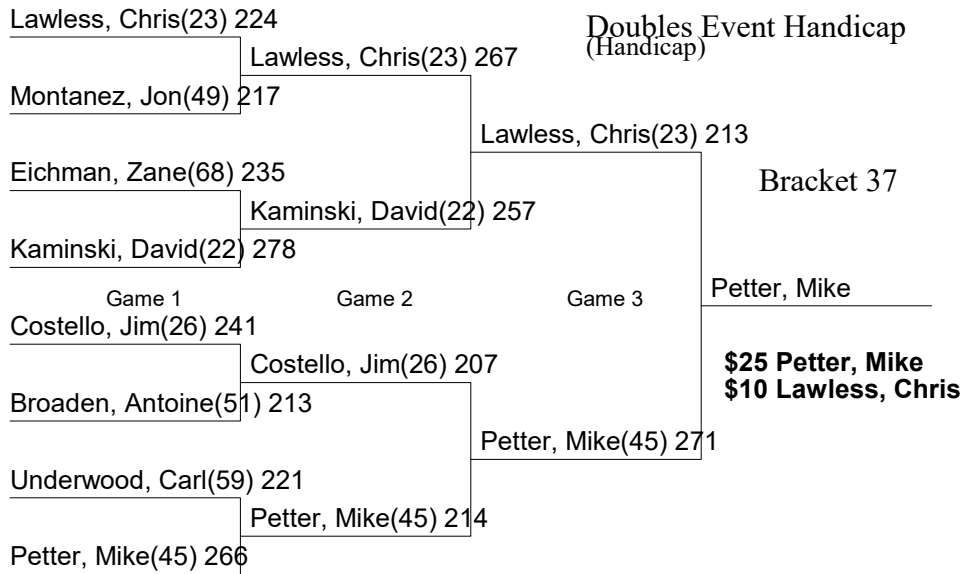 Lawless, Chris(23) 224
Doubles Event Handicap
(Handicap)
Lawless, Chris(23) 267
Montanez, Jon(49) 217
Lawless, Chris(23) 213
Eichman, Zane(68) 235
Bracket 37
Kaminski, David(22) 257
Kaminski, David(22) 278
Game 1
Game 2
Game 3
Petter, Mike
Costello, Jim(26) 241
Costello, Jim(26) 207
$25 Petter, Mike
$10 Lawless, Chris
Broaden, Antoine(51) 213
Petter, Mike(45) 271
Underwood, Carl(59) 221
Petter, Mike(45) 214
Petter, Mike(45) 266